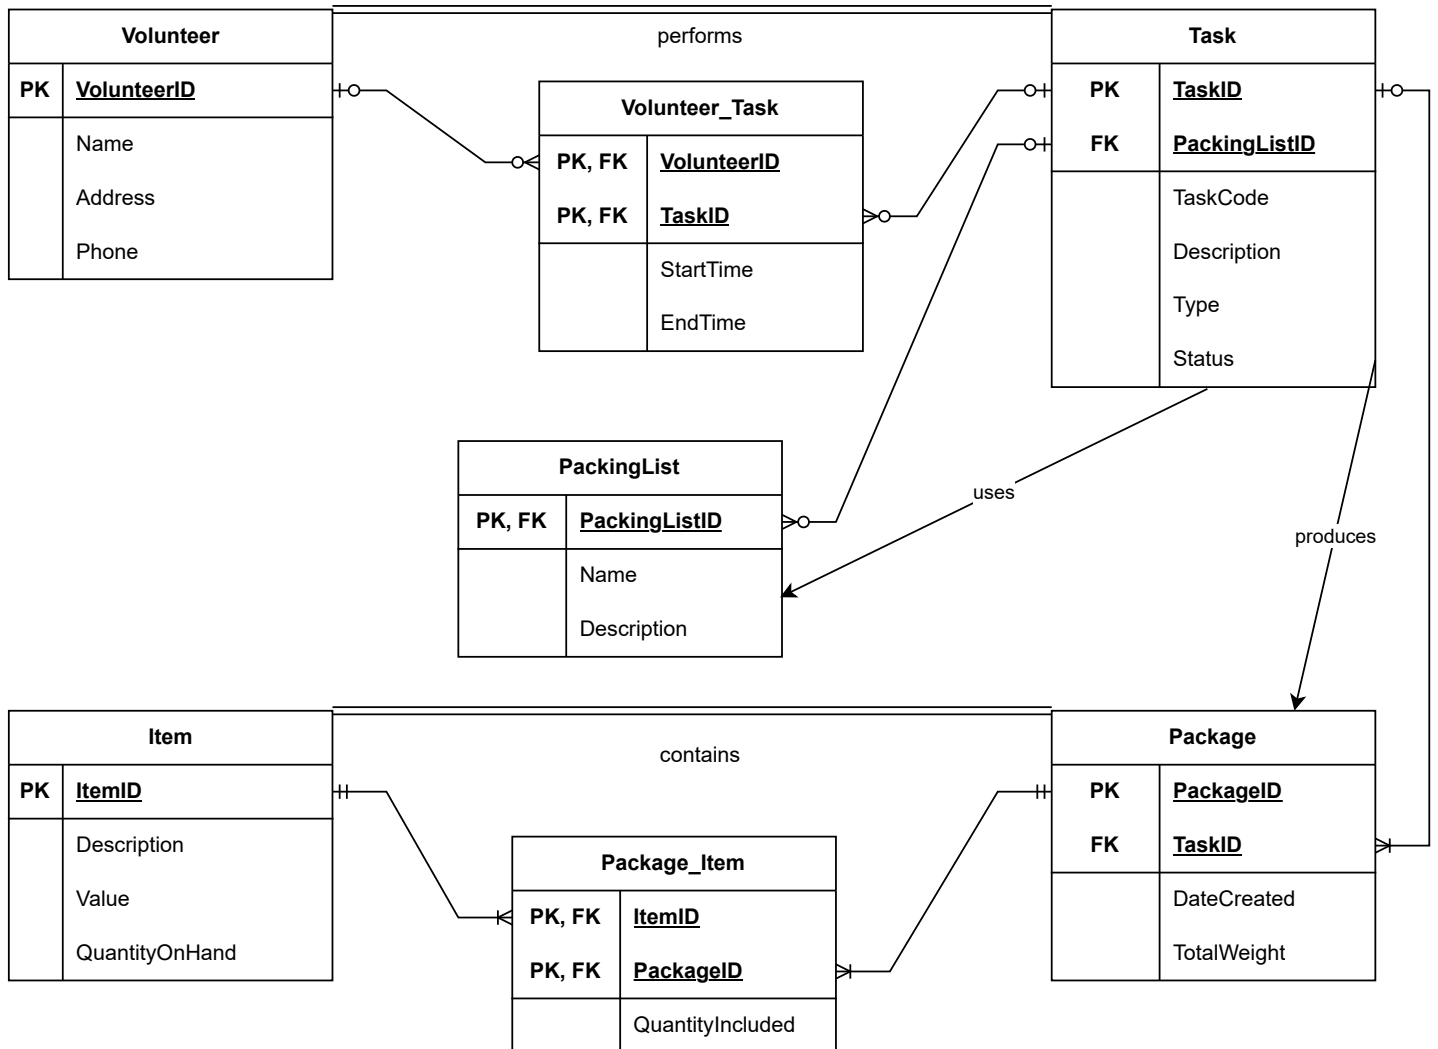 Volunteer
PK VolunteerID
Name
Address
Phone
performs
Volunteer_Task
PK, FK VolunteerID
PK, FK TaskID
StartTime
EndTime
Task
PK TaskID
FK PackingListID
TaskCode
Description
Type
Status
PackingList
PK, FK PackingListID
Name
Description
uses
produces
Item
PK ItemID
Description
Value
QuantityOnHand
contains
Package_Item
PK, FK ItemID
PK, FK PackageID
QuantityIncluded
Package
PK PackageID
FK TaskID
DateCreated
TotalWeight